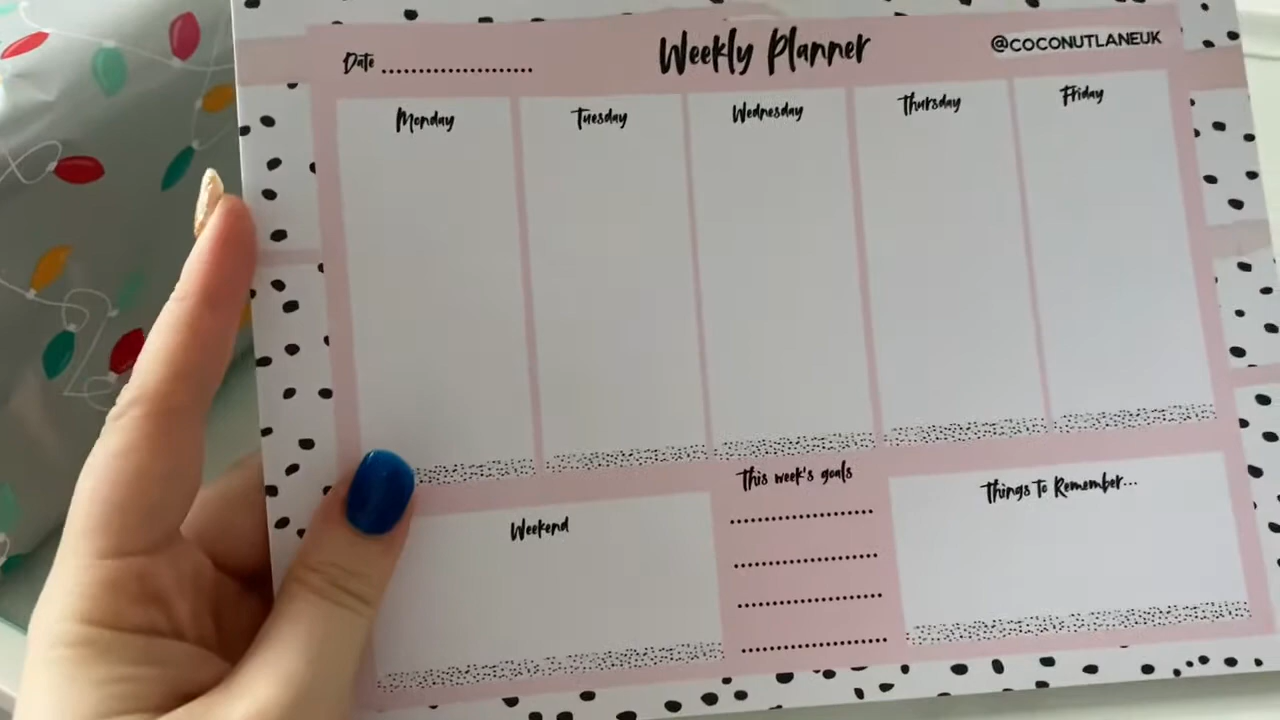 Date .....................
Weekly Planner
@COCONUTLANEUK
Monday
Tuesday
Wednesday
Thursday
Friday
Weekend
This week's goals
Things To Remember...